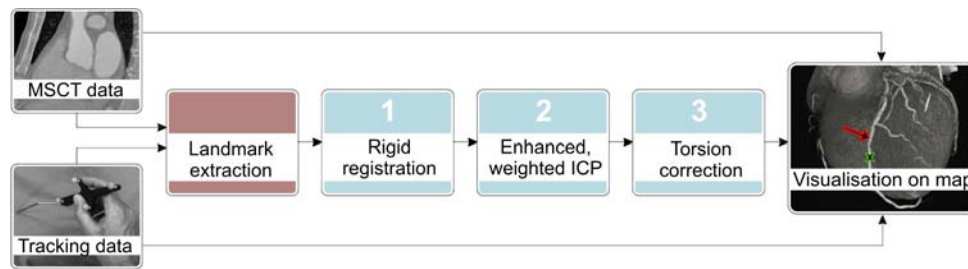 MSCT data
Tracking data
Landmark
extraction
1
Rigid
registration
2
Enhanced,
weighted ICP
3
Torsion
correction
Visualisation on map